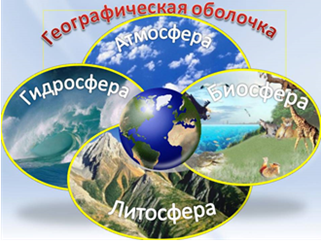 Географическая оболочка
Атмосфера
Гидросфера
Биосфера
Литосфера